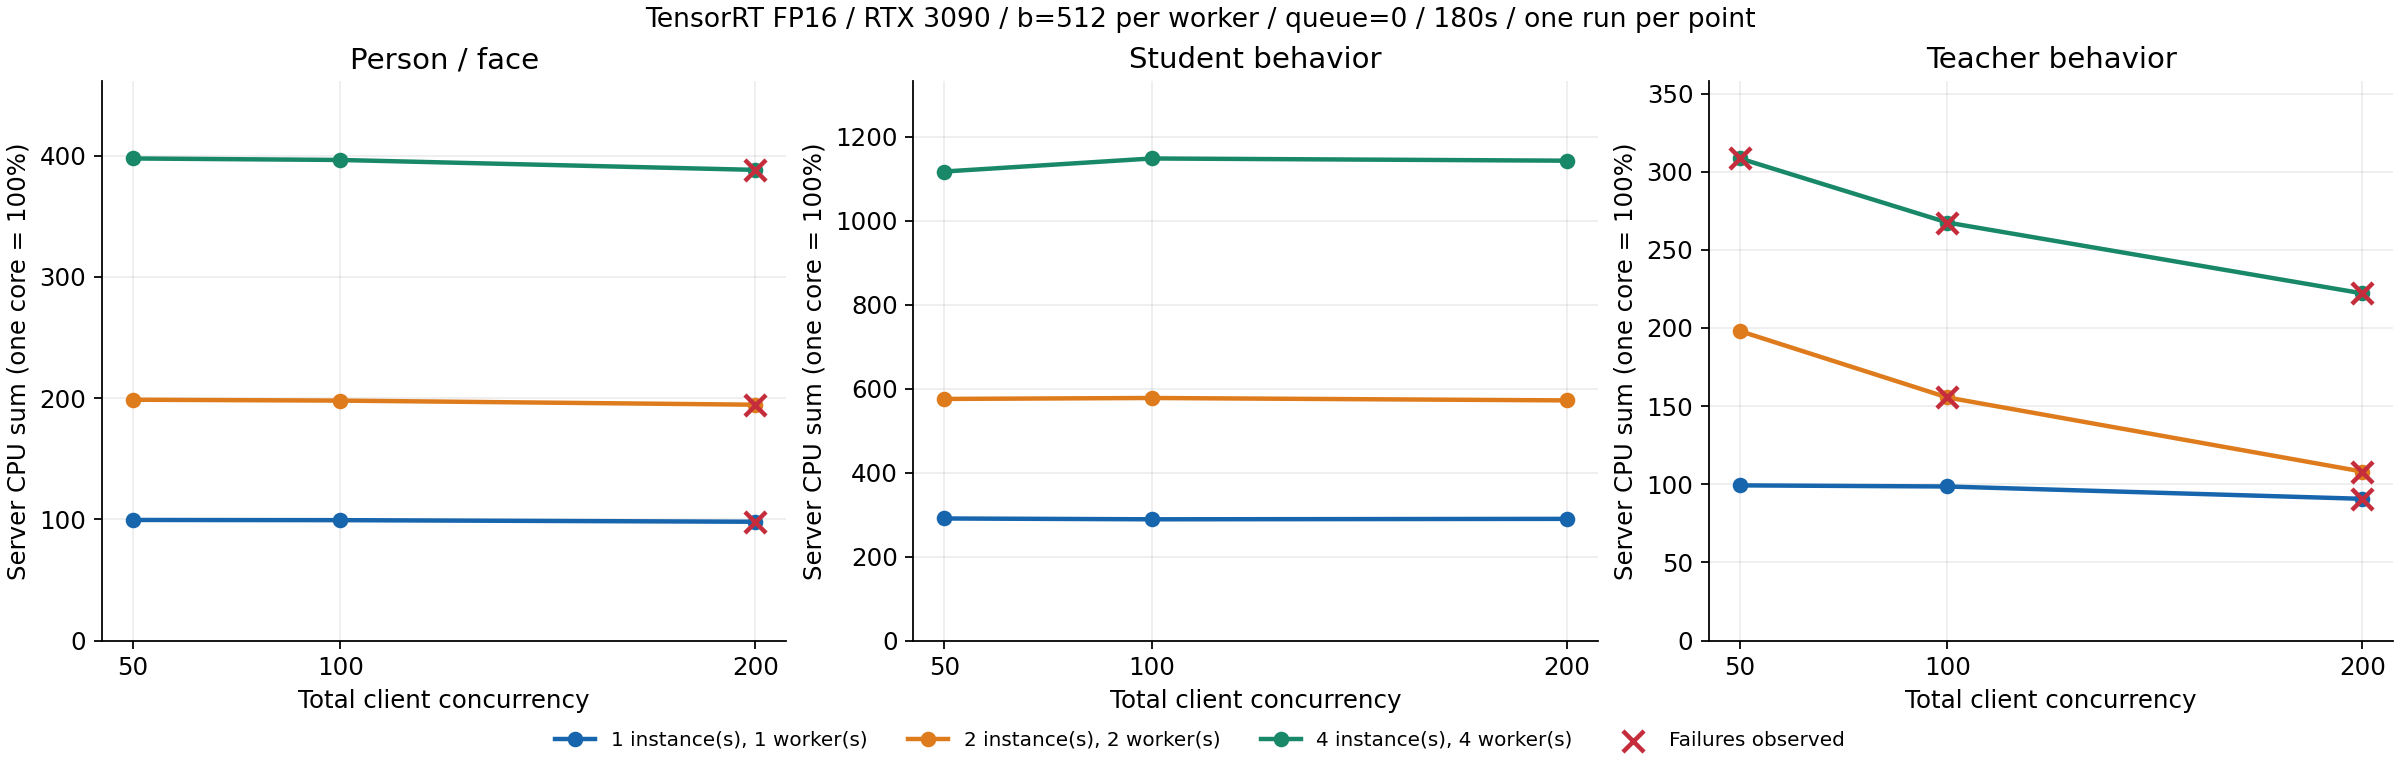 TensorRT FP16 / RTX 3090 / b=512 per worker / queue=0 / 180s / one run per point
Person / face
Server CPU sum (one core = 100%)
400
300
200
100
0
50 100 200
Total client concurrency
Student behavior
Server CPU sum (one core = 100%)
1200
1000
800
600
400
200
0
50 100 200
Total client concurrency
Teacher behavior
Server CPU sum (one core = 100%)
350
300
250
200
150
100
50
0
50 100 200
Total client concurrency
1 instance(s), 1 worker(s)
2 instance(s), 2 worker(s)
4 instance(s), 4 worker(s)
Failures observed